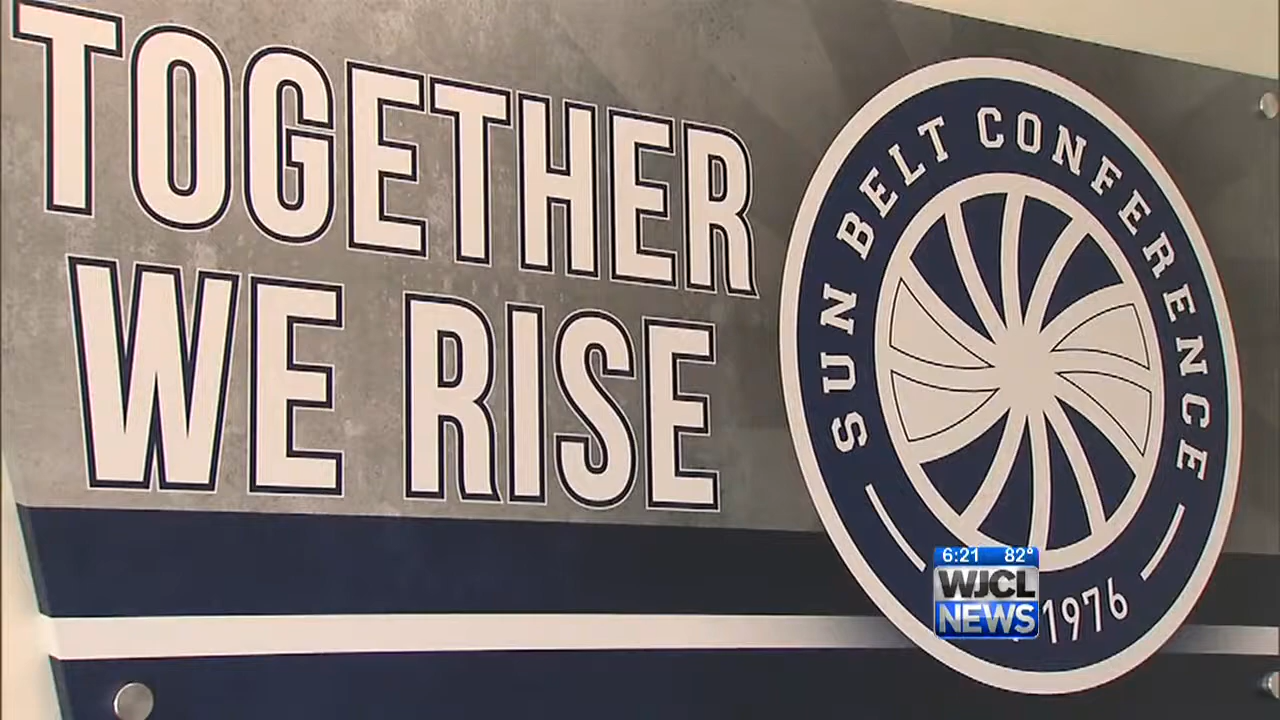 TOGETHER
WE RISE
SUN BELT CONFERENCE
1976
6:21 82°
WJCL
NEWS